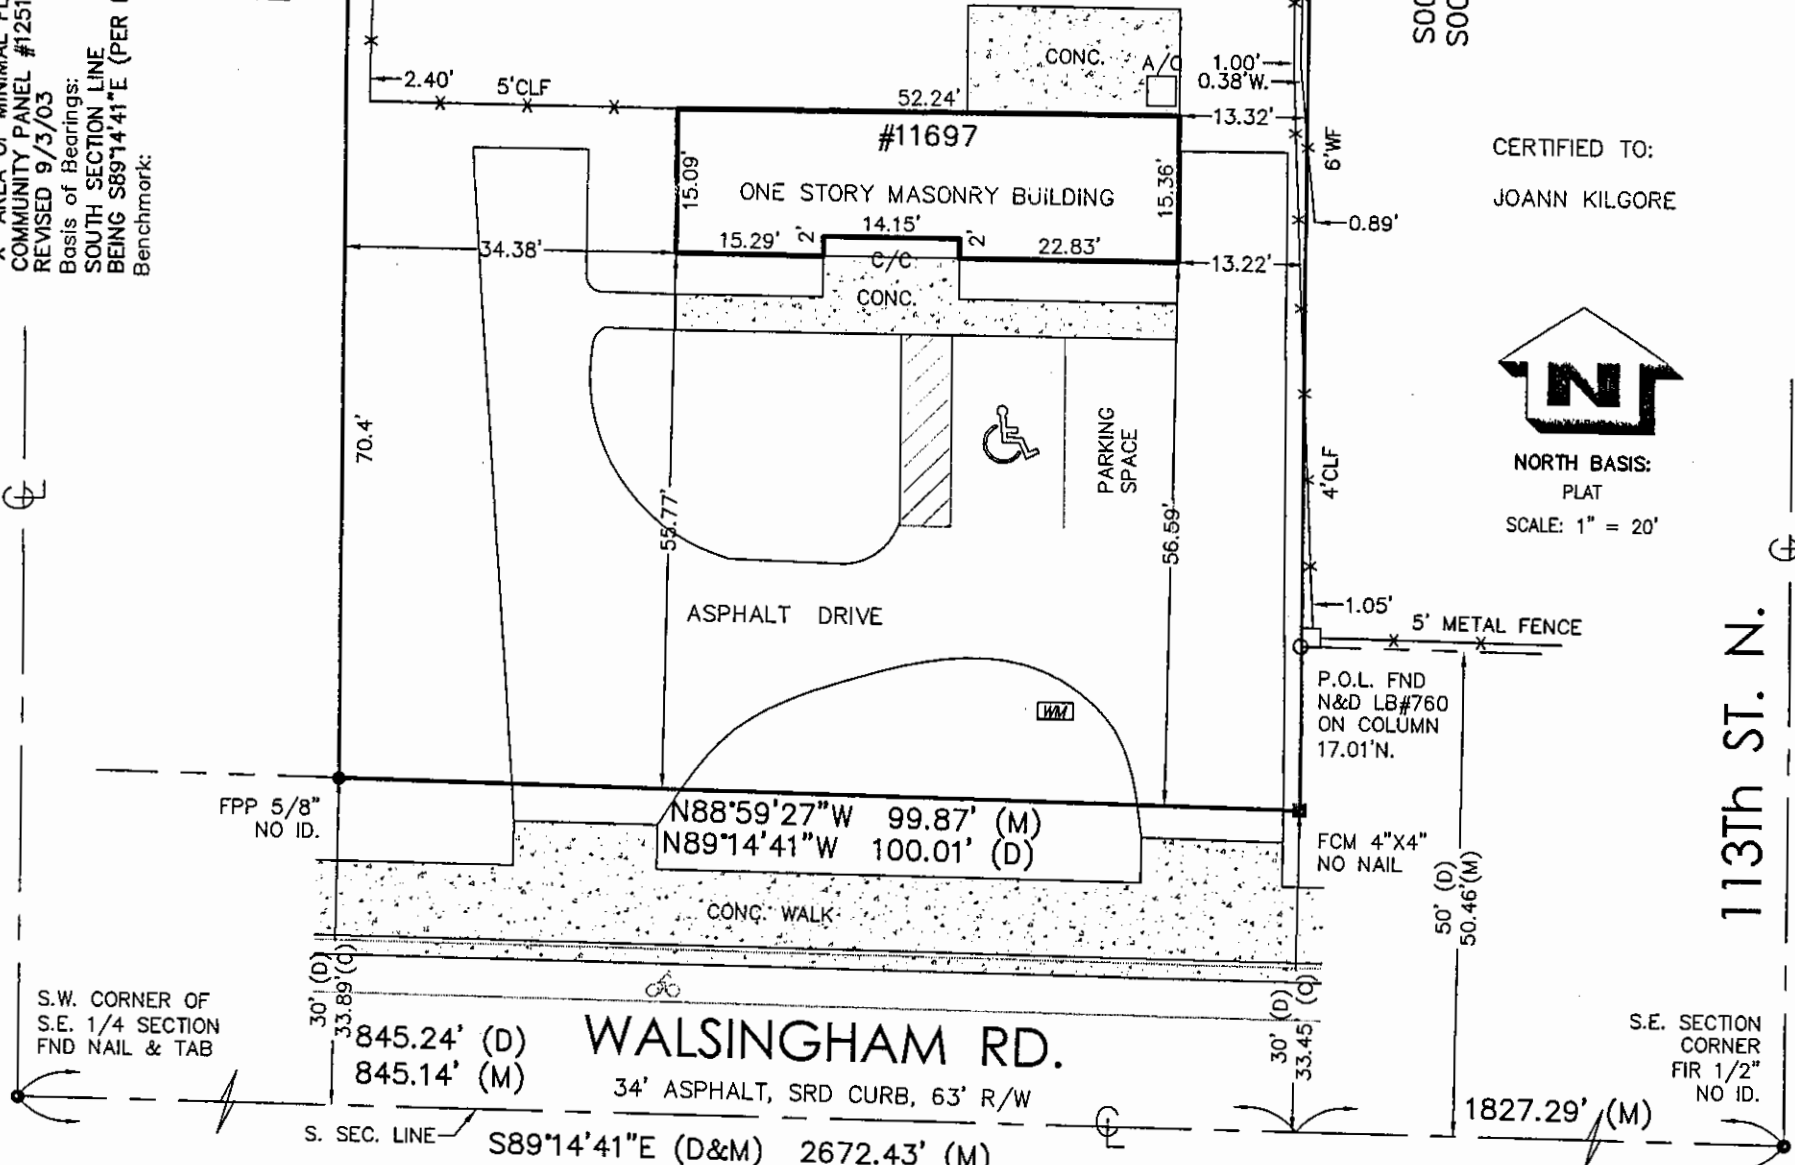 COMMUNITY PANEL #1251
REVISED 9/3/03
Basis of Bearings:
SOUTH SECTION LINE
BEING S89°14'41"E (PER
Benchmark:
2.40'
5'CLF
52.24'
CONC.
A/C
1.00'
0.38'W.
13.32'
#11697
ONE STORY MASONRY BUILDING
15.09'
15.36'
6'WF
0.89'
34.38'
15.29'
2'
14.15'
2'
22.83'
13.22'
C/C
CONC.
CERTIFIED TO:
JOANN KILGORE
N
NORTH BASIS:
PLAT
SCALE: 1" = 20'
70.4'
PARKING
SPACE
4'CLF
55.77'
56.59'
ASPHALT DRIVE
1.05'
5' METAL FENCE
WM
P.O.L. FND
N&D LB#760
ON COLUMN
17.01'N.
FPP 5/8"
NO ID.
N88°59'27"W 99.87' (M)
N89°14'41"W 100.01' (D)
FCM 4"X4"
NO NAIL
50' (D)
50.46'(M)
113Th ST. N.
CONC. WALK
30' (D)
33.89'(C)
30' (D)
33.45' (C)
S.W. CORNER OF
S.E. 1/4 SECTION
FND NAIL & TAB
845.24' (D)
845.14' (M)
WALSINGHAM RD.
34' ASPHALT, SRD CURB, 63' R/W
S.E. SECTION
CORNER
FIR 1/2"
NO ID.
1827.29' (M)
S. SEC. LINE
S89°14'41"E (D&M) 2672.43' (M)